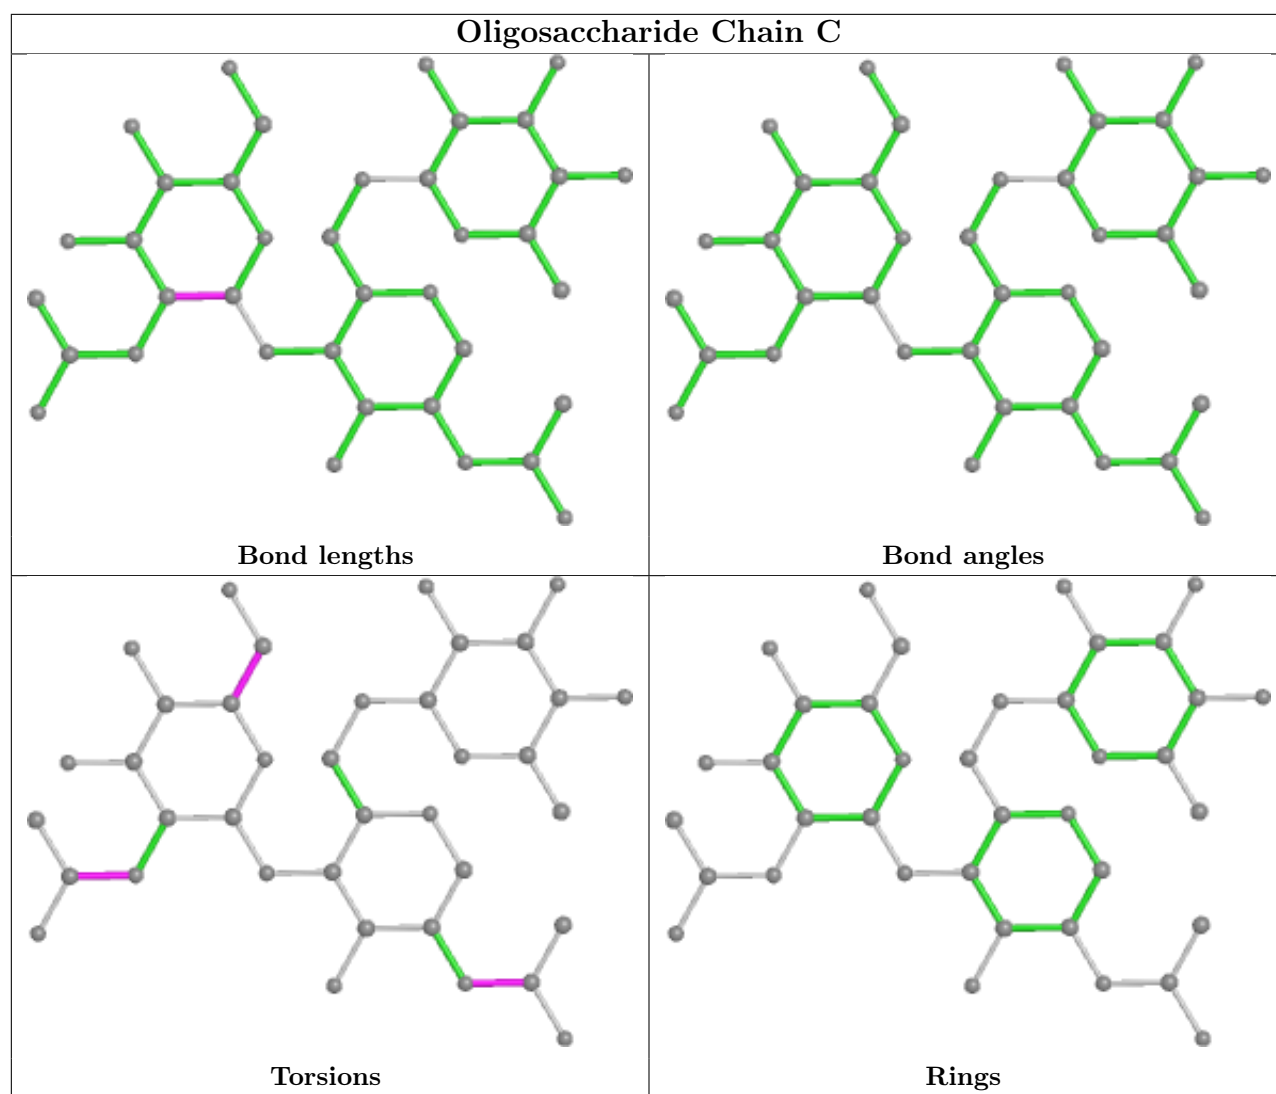 Oligosaccharide Chain C
Bond lengths
Bond angles
Torsions
Rings